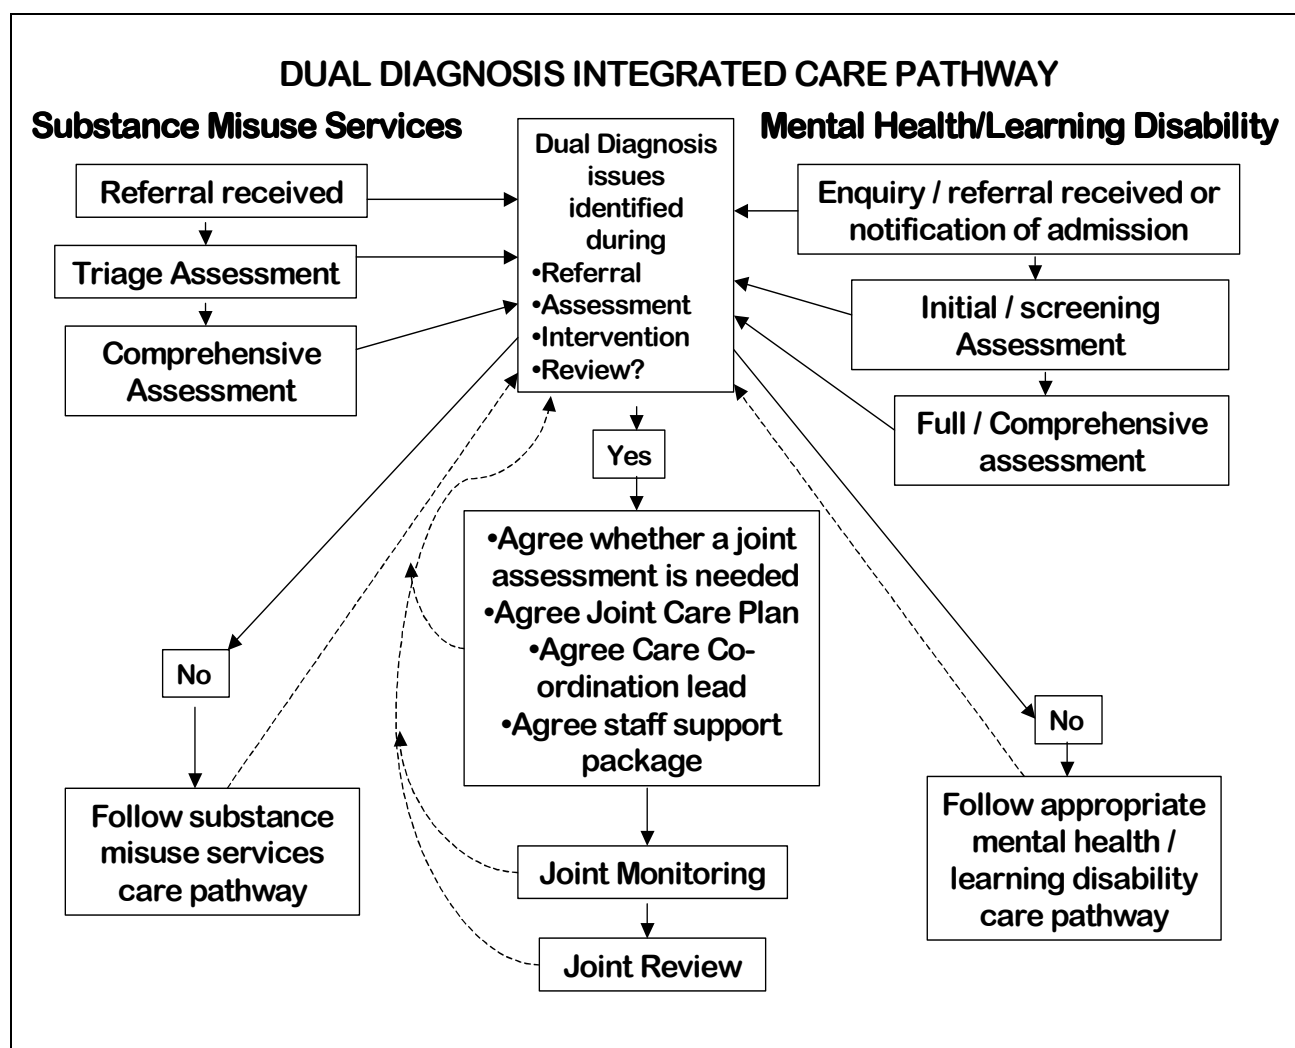 DUAL DIAGNOSIS INTEGRATED CARE PATHWAY
Substance Misuse Services
Referral received
Triage Assessment
Comprehensive
Assessment
Dual Diagnosis
issues
identified
during
•Referral
•Assessment
•Intervention
•Review?
Mental Health/Learning Disability
Enquiry / referral received or
notification of admission
Initial / screening
Assessment
Full / Comprehensive
assessment
Yes
•Agree whether a joint
assessment is needed
•Agree Joint Care Plan
•Agree Care Co-
ordination lead
•Agree staff support
package
No
Follow substance
misuse services
care pathway
No
Follow appropriate
mental health /
learning disability
care pathway
Joint Monitoring
Joint Review